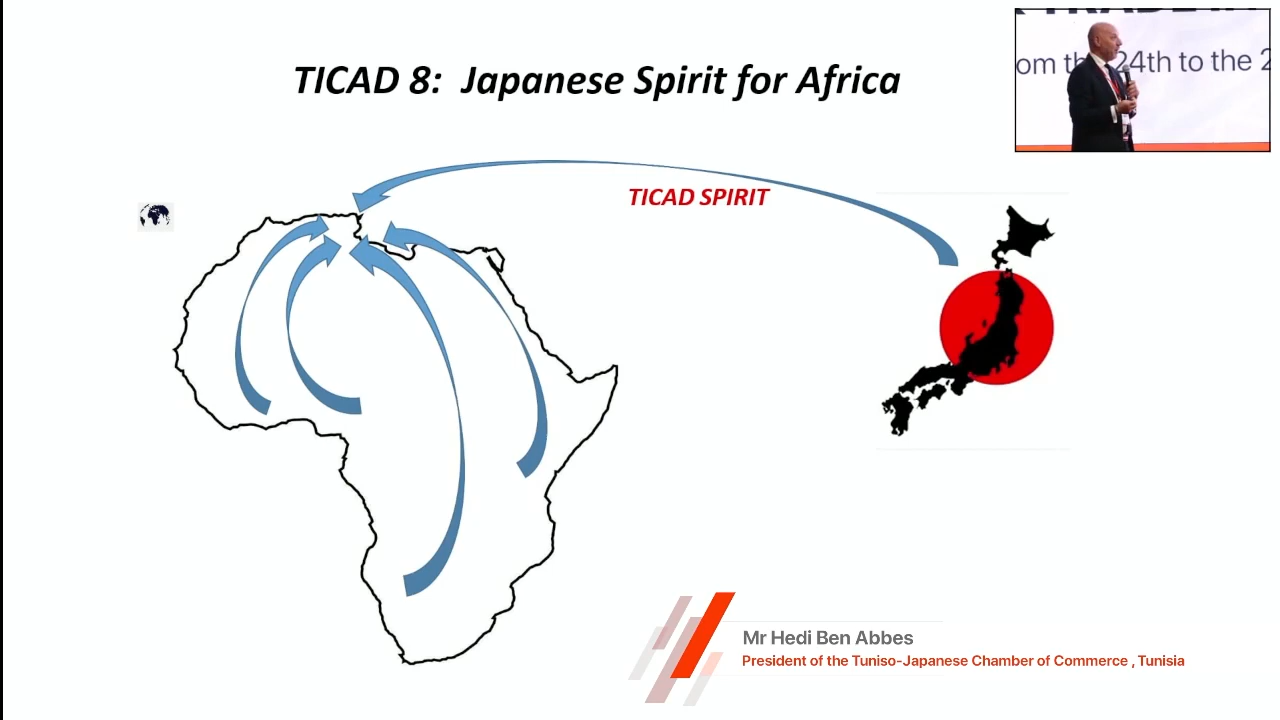 TICAD 8: Japanese Spirit for Africa
om th 24th to the 2
TICAD SPIRIT
Mr Hedi Ben Abbes
President of the Tuniso-Japanese Chamber of Commerce , Tunisia